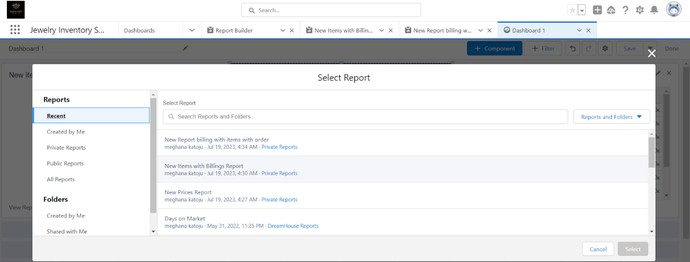 Search...
Jewelry Inventory S...
Dashboards
Report Builder
New Items with Billin...
New Report billing w...
Dashboard 1
Dashboard 1
+ Component
+ Filter
Save
Done
New Ite
Select Report
Reports
Recent
Created by Me
Private Reports
Public Reports
All Reports
Folders
Created by Me
Shared with Me
Select Report
Search Reports and Folders...
Reports and Folders
New Report billing with items with order
meghana katoju - Jul 19, 2023, 4:34 AM - Private Reports
New Items with Billings Report
meghana katoju - Jul 19, 2023, 4:30 AM - Private Reports
New Prices Report
meghana katoju - Jul 19, 2023, 4:27 AM - Private Reports
Days on Market
meghana katoju - May 31, 2022, 11:25 PM - DreamHouse Reports
View Repo
Cancel
Select